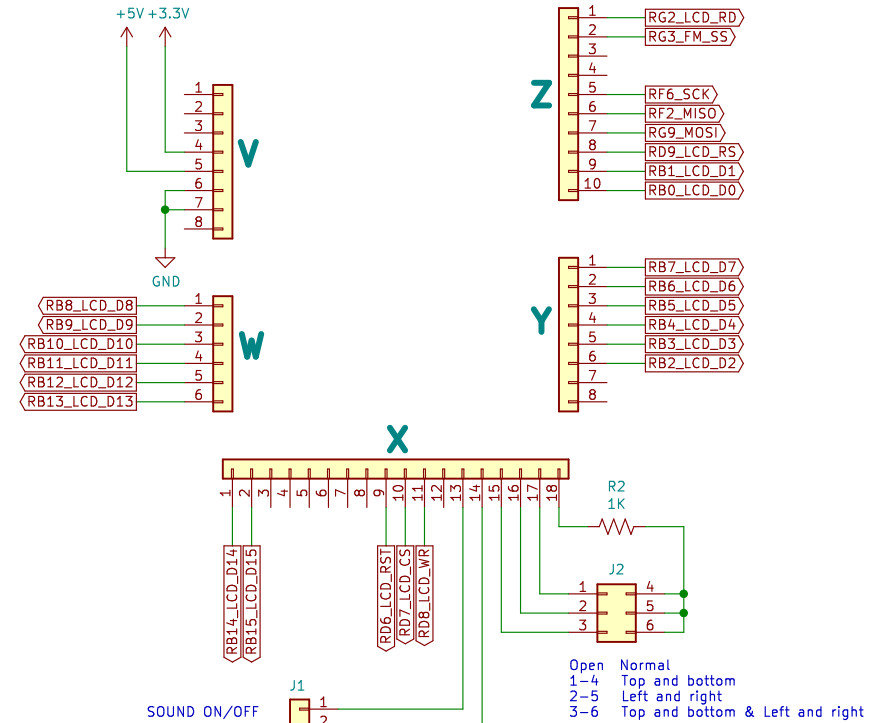 +5V +3.3V
1
2
3
4
5
6
7
8
V
GND
Z
1 RG2_LCD_RD
2 RG3_FM_SS
3
4
5 RF6_SCK
6 RF2_MISO
7 RG9_MOSI
8 RD9_LCD_RS
9 RB1_LCD_D1
10 RB0_LCD_D0
RB8_LCD_D8 1
RB9_LCD_D9 2
RB10_LCD_D10 3
RB11_LCD_D11 4
RB12_LCD_D12 5
RB13_LCD_D13 6
W
Y
1 RB7_LCD_D7
2 RB6_LCD_D6
3 RB5_LCD_D5
4 RB4_LCD_D4
5 RB3_LCD_D3
6 RB2_LCD_D2
7
8
X
1 2 3 4 5 6 7 8 9 10 11 12 13 14 15 16 17 18
RB14_LCD_D14
RB15_LCD_D15
RD6_LCD_RST
RD7_LCD_CS
RD8_LCD_WR
R2
1K
J2
1 4
2 5
3 6
Open Normal
1-4 Top and bottom
2-5 Left and right
3-6 Top and bottom & Left and right
J1
SOUND ON/OFF
1
2